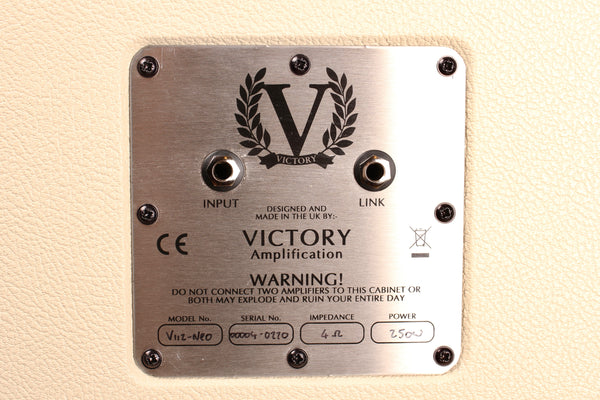 V
VICTORY
INPUT
LINK
DESIGNED AND
MADE IN THE UK BY:-
CE
VICTORY
Amplification
WARNING!
DO NOT CONNECT TWO AMPLIFIERS TO THIS CABINET OR
BOTH MAY EXPLODE AND RUIN YOUR ENTIRE DAY
MODEL No. SERIAL No. IMPEDANCE POWER
V112-NEO 00004-0220 4 Ω 250W